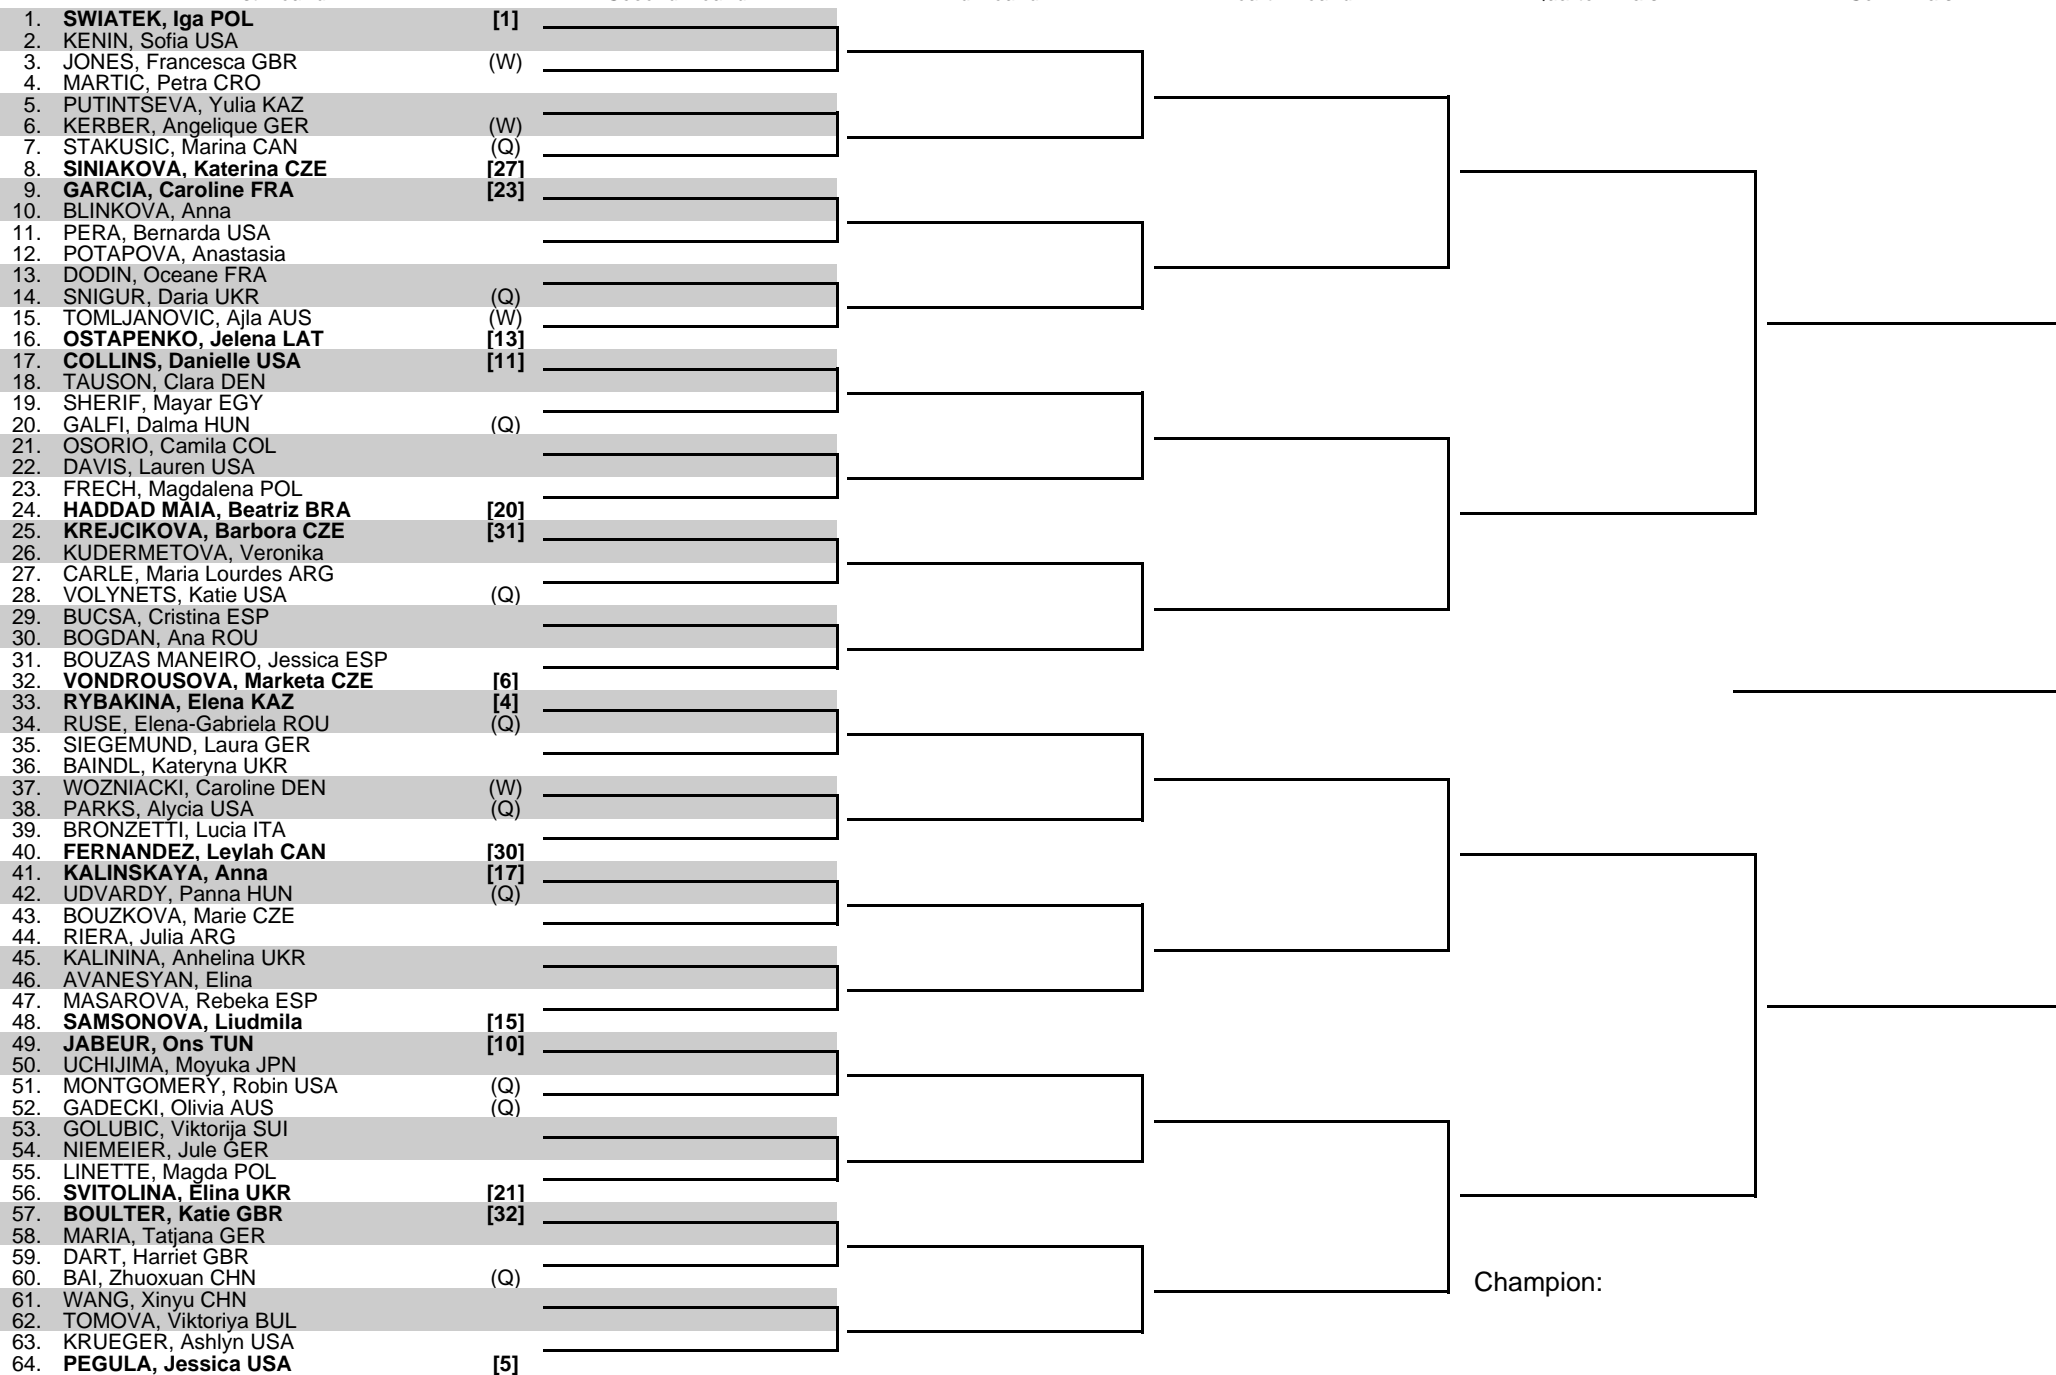 1. SWIATEK, Iga POL [1]
2. KENIN, Sofia USA
3. JONES, Francesca GBR (W)
4. MARTIC, Petra CRO
5. PUTINTSEVA, Yulia KAZ
6. KERBER, Angelique GER (W)
7. STAKUSIC, Marina CAN (Q)
8. SINIAKOVA, Katerina CZE [27]
9. GARCIA, Caroline FRA [23]
10. BLINKOVA, Anna
11. PERA, Bernarda USA
12. POTAPOVA, Anastasia
13. DODIN, Oceane FRA
14. SNIGUR, Daria UKR (Q)
15. TOMLJANOVIC, Ajla AUS (W)
16. OSTAPENKO, Jelena LAT [13]
17. COLLINS, Danielle USA [11]
18. TAUSON, Clara DEN
19. SHERIF, Mayar EGY
20. GALFI, Dalma HUN (Q)
21. OSORIO, Camila COL
22. DAVIS, Lauren USA
23. FRECH, Magdalena POL
24. HADDAD MAIA, Beatriz BRA [20]
25. KREJCIKOVA, Barbora CZE [31]
26. KUDERMETOVA, Veronika
27. CARLE, Maria Lourdes ARG
28. VOLYNETS, Katie USA (Q)
29. BUCSA, Cristina ESP
30. BOGDAN, Ana ROU
31. BOUZAS MANEIRO, Jessica ESP
32. VONDROUSOVA, Marketa CZE [6]
33. RYBAKINA, Elena KAZ [4]
34. RUSE, Elena-Gabriela ROU (Q)
35. SIEGEMUND, Laura GER
36. BAINDL, Kateryna UKR
37. WOZNIACKI, Caroline DEN (W)
38. PARKS, Alycia USA (Q)
39. BRONZETTI, Lucia ITA
40. FERNANDEZ, Leylah CAN [30]
41. KALINSKAYA, Anna [17]
42. UDVARDY, Panna HUN (Q)
43. BOUZKOVA, Marie CZE
44. RIERA, Julia ARG
45. KALININA, Anhelina UKR
46. AVANESYAN, Elina
47. MASAROVA, Rebeka ESP
48. SAMSONOVA, Liudmila [15]
49. JABEUR, Ons TUN [10]
50. UCHIJIMA, Moyuka JPN
51. MONTGOMERY, Robin USA (Q)
52. GADECKI, Olivia AUS (Q)
53. GOLUBIC, Viktorija SUI
54. NIEMEIER, Jule GER
55. LINETTE, Magda POL
56. SVITOLINA, Elina UKR [21]
57. BOULTER, Katie GBR [32]
58. MARIA, Tatjana GER
59. DART, Harriet GBR
60. BAI, Zhuoxuan CHN (Q)
Champion:
61. WANG, Xinyu CHN
62. TOMOVA, Viktoriya BUL
63. KRUEGER, Ashlyn USA
64. PEGULA, Jessica USA [5]